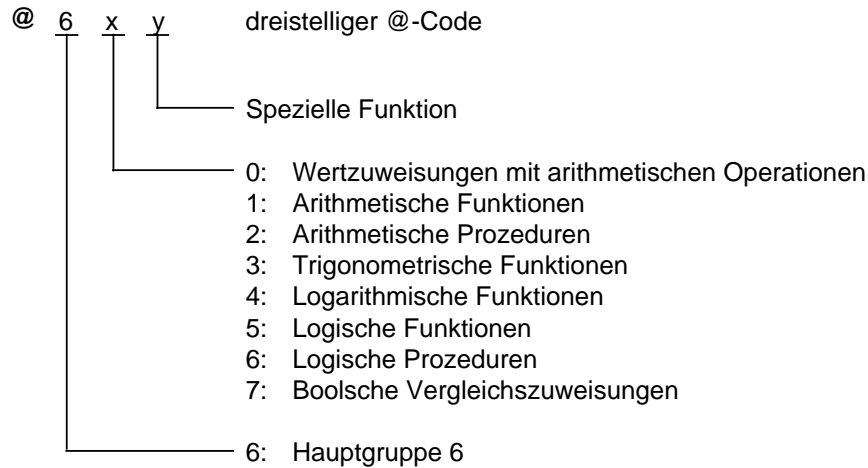 @ 6 x y dreistelliger @-Code
Spezielle Funktion
0: Wertzuweisungen mit arithmetischen Operationen
1: Arithmetische Funktionen
2: Arithmetische Prozeduren
3: Trigonometrische Funktionen
4: Logarithmische Funktionen
5: Logische Funktionen
6: Logische Prozeduren
7: Boolsche Vergleichszuweisungen
6: Hauptgruppe 6